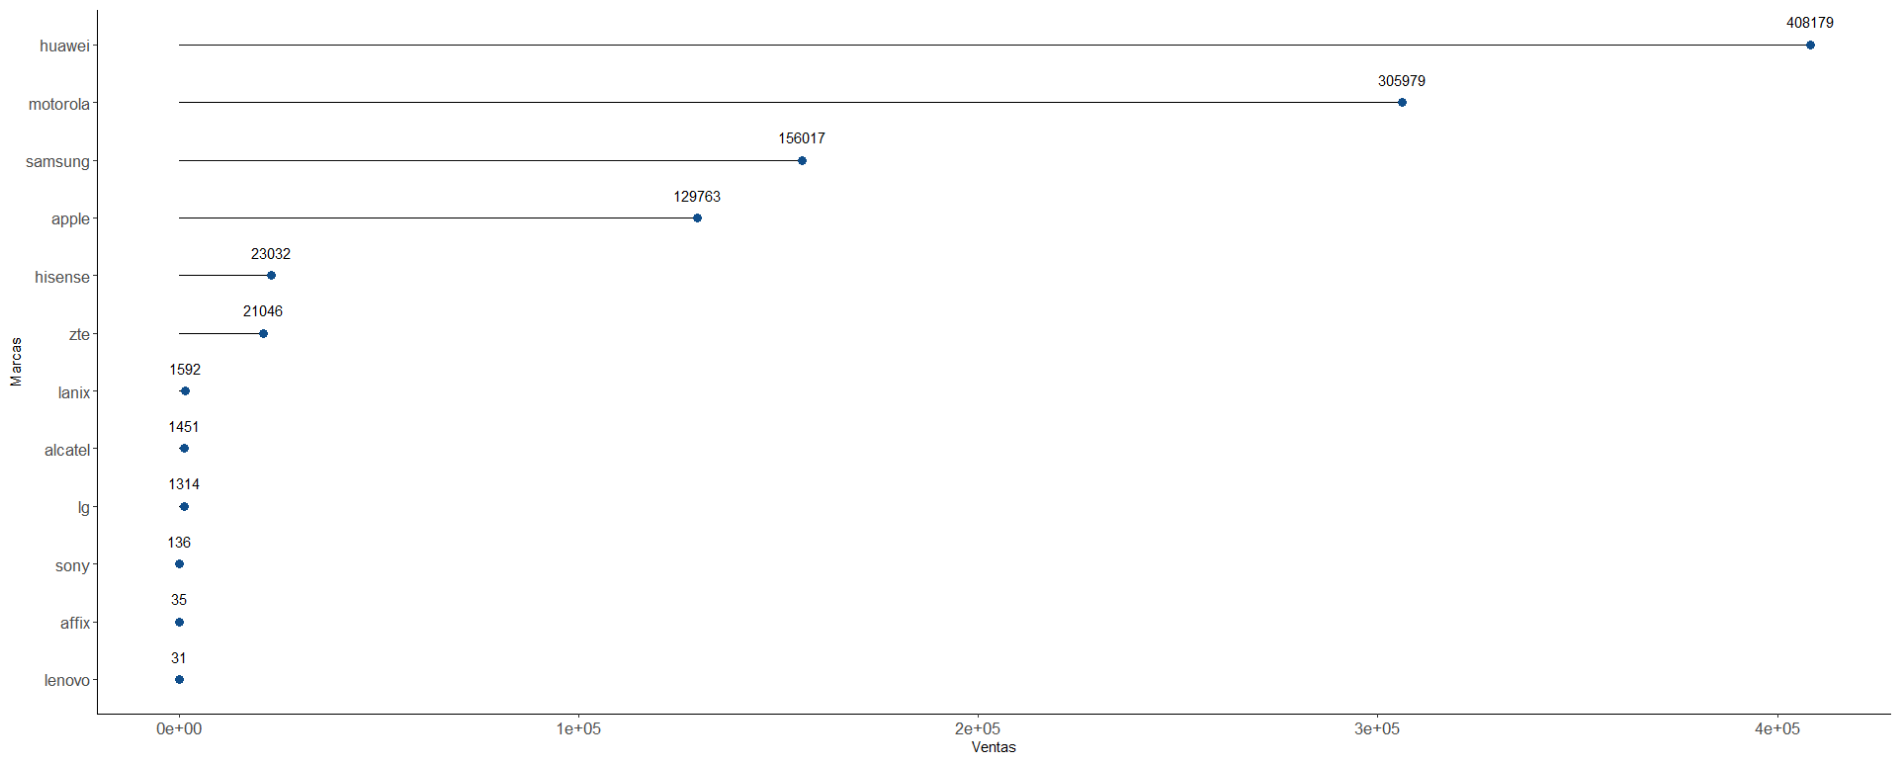 408179
huawei
305979
motorola
156017
samsung
129763
apple
23032
hisense
21046
zte
Marcas
1592
lanix
1451
alcatel
1314
lg
136
sony
35
affix
31
lenovo
0e+00 1e+05 2e+05 3e+05 4e+05
Ventas